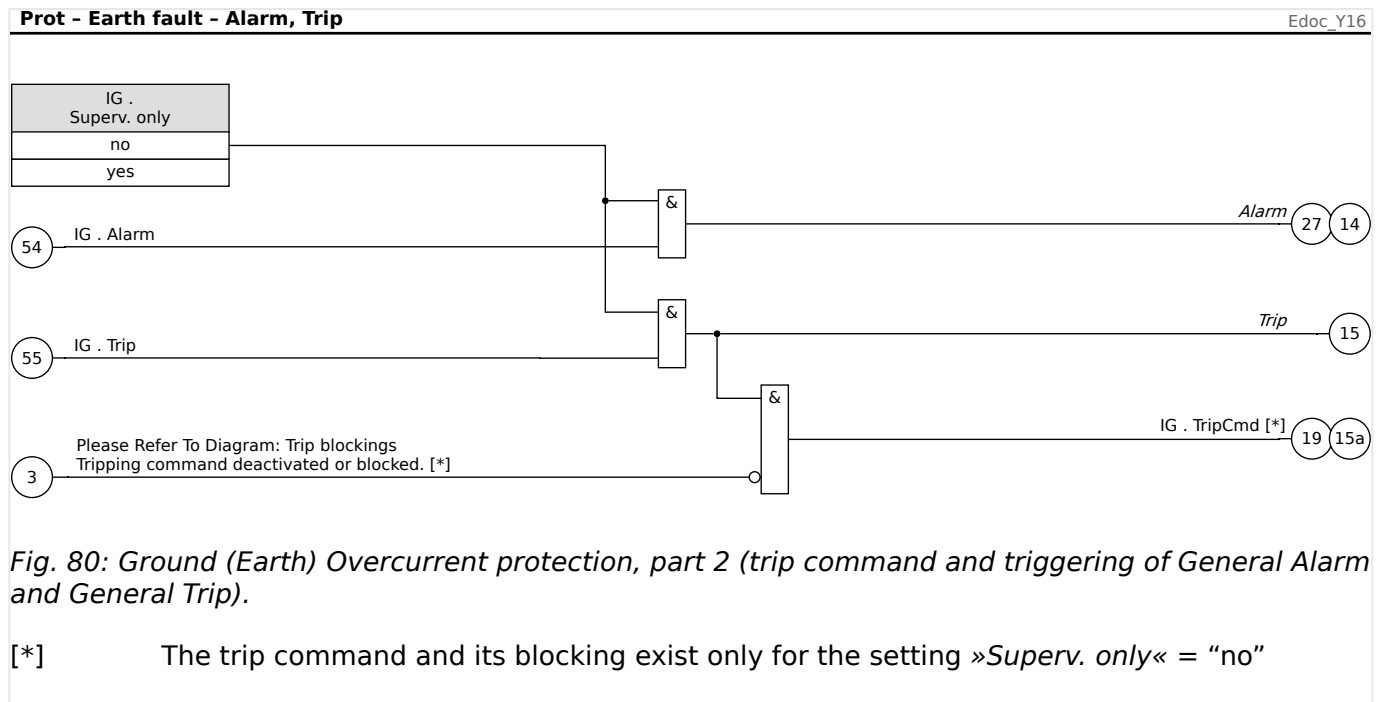 Prot – Earth fault – Alarm, Trip
Edoc_Y16
IG .
Superv. only
no
yes
&
Alarm
27
14
54
IG . Alarm
&
Trip
15
55
IG . Trip
&
IG . TripCmd [*]
19
15a
Please Refer To Diagram: Trip blockings
Tripping command deactivated or blocked. [*]
3
Fig. 80: Ground (Earth) Overcurrent protection, part 2 (trip command and triggering of General Alarm
and General Trip).
[*] The trip command and its blocking exist only for the setting »Superv. only« = “no”